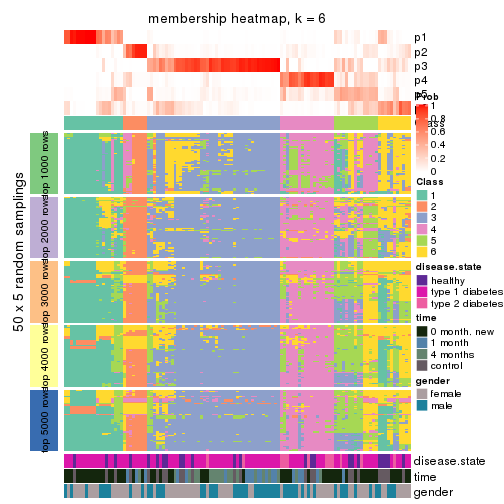 membership heatmap, k = 6
p1
p2
p3
p4
p5
Prob
1
0.8
0.6
0.4
0.2
0
Class
1
2
3
4
5
6
disease.state
healthy
type 1 diabetes
type 2 diabetes
time
0 month. new
1 month
4 months
control
gender
female
male
50 x 5 random samplings
top 1000 rows
top 2000 rows
top 3000 rows
top 4000 rows
top 5000 rows
disease.state
time
gender